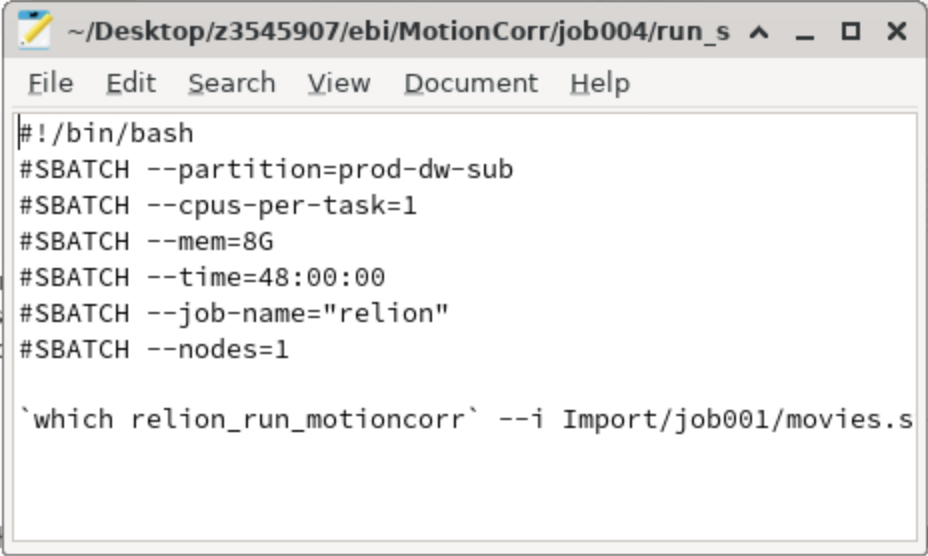 ~/Desktop/z3545907/ebi/MotionCorr/job004/run_s
File Edit Search View Document Help
#!/bin/bash
#SBATCH --partition=prod-dw-sub
#SBATCH --cpus-per-task=1
#SBATCH --mem=8G
#SBATCH --time=48:00:00
#SBATCH --job-name="relion"
#SBATCH --nodes=1
`which relion_run_motioncorr` --i Import/job001/movies.s